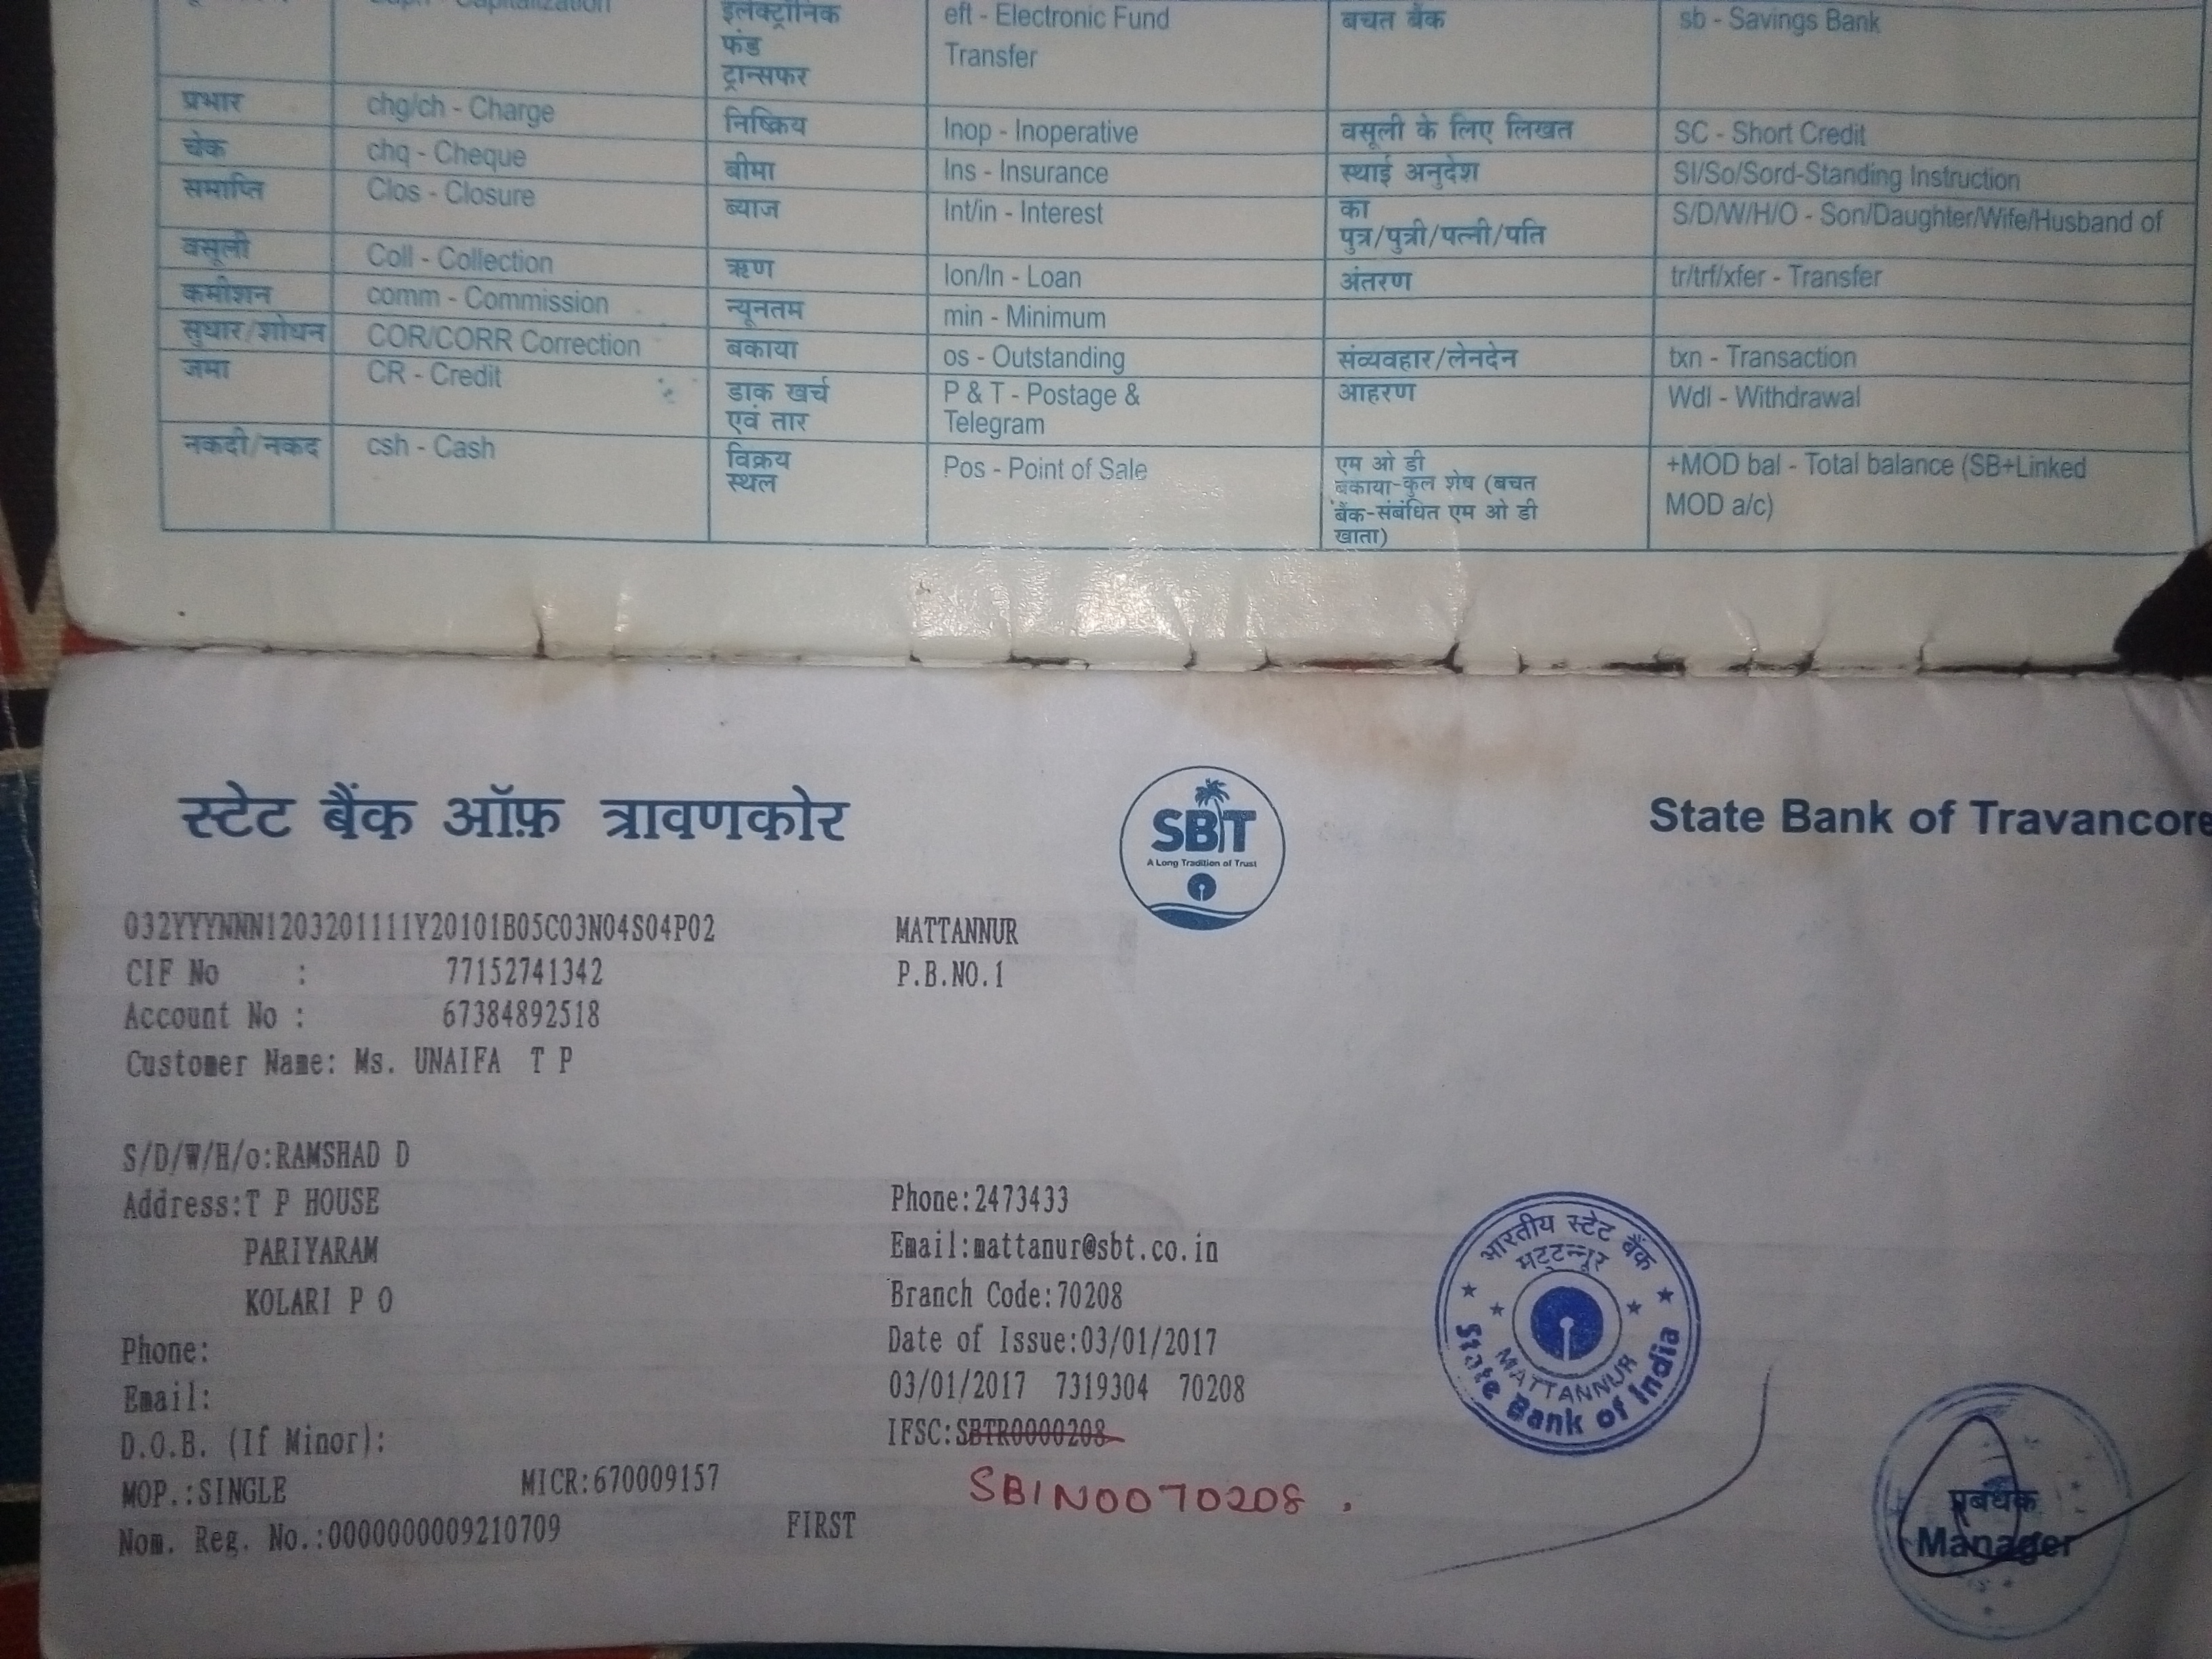 इलेक्ट्रॉनिक
फंड
ट्रान्सफर
eft - Electronic Fund
Transfer
बचत बैंक
sb - Savings Bank
प्रभार
chg/ch - Charge
निष्क्रिय
Inop - Inoperative
वसूली के लिए लिखत
SC - Short Credit
चेक
chq - Cheque
बीमा
Ins - Insurance
स्थाई अनुदेश
SI/So/Sord-Standing Instruction
समाप्ति
Clos - Closure
ब्याज
Int/in - Interest
का
पुत्र/पुत्री/पत्नी/पति
S/D/W/H/O - Son/Daughter/Wife/Husband of
वसूली
Coll - Collection
ऋण
lon/ln - Loan
अंतरण
tr/trf/xfer - Transfer
कमीशन
comm - Commission
न्यूनतम
min - Minimum
सुधार/शोधन
COR/CORR Correction
बकाया
os - Outstanding
संव्यवहार/लेनदेन
txn - Transaction
जमा
CR - Credit
डाक खर्च
एवं तार
P & T - Postage &
Telegram
आहरण
Wdl - Withdrawal
नकदी/नकद
csh - Cash
विक्रय
स्थल
Pos - Point of Sale
एम ओ डी
बकाया-कुल शेष (बचत
बैंक-संबंधित एम ओ डी
खाता)
+MOD bal - Total balance (SB+Linked
MOD a/c)
स्टेट बैंक ऑफ़ त्रावणकोर
SBT
A Long Tradition of Trust
State Bank of Travancore
032YYYNNN1203201111Y20101B05C03N04S04P02
MATTANNUR
CIF No : 77152741342
P.B.NO.1
Account No : 67384892518
Customer Name: Ms. UNAIFA T P
S/D/W/H/o:RAMSHAD D
Address:T P HOUSE
PARIYARAM
KOLARI P O
Phone:
Email:
D.O.B. (If Minor):
MOP.:SINGLE
MICR:670009157
Nom. Reg. No.:0000000009210709
FIRST
Phone:2473433
Email:mattanur@sbt.co.in
Branch Code:70208
Date of Issue:03/01/2017
03/01/2017 7319304 70208
IFSC:SBTR0000208
SBIN0070208.
भारतीय स्टेट बैंक
मट्टन्नूर
MATTANNUR
State Bank of India
प्रबंधक
Manager